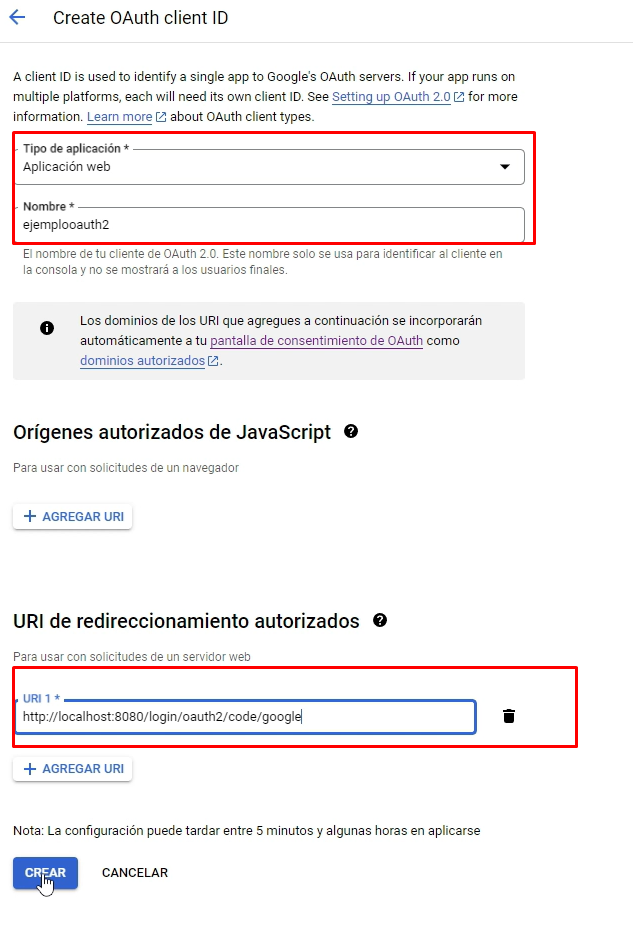 Create OAuth client ID
A client ID is used to identify a single app to Google's OAuth servers. If your app runs on
multiple platforms, each will need its own client ID. See Setting up OAuth 2.0 for more
information. Learn more about OAuth client types.
Tipo de aplicación *
Aplicación web
Nombre *
ejemplooauth2
El nombre de tu cliente de OAuth 2.0. Este nombre solo se usa para identificar al cliente en
la consola y no se mostrará a los usuarios finales.
Los dominios de los URI que agregues a continuación se incorporarán
automáticamente a tu pantalla de consentimiento de OAuth como
dominios autorizados.
Orígenes autorizados de JavaScript
Para usar con solicitudes de un navegador
+ AGREGAR URI
URI de redireccionamiento autorizados
Para usar con solicitudes de un servidor web
URI 1 *
http://localhost:8080/login/oauth2/code/google
+ AGREGAR URI
Nota: La configuración puede tardar entre 5 minutos y algunas horas en aplicarse
CREAR CANCELAR